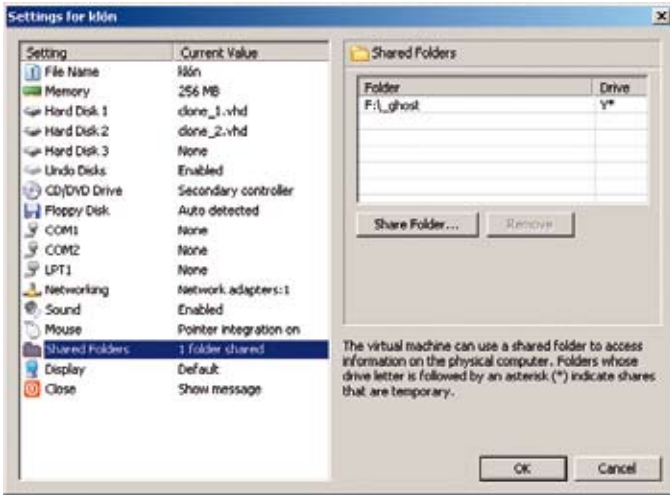 Settings for klón
Setting Current Value
File Name klón
Memory 256 MB
Hard Disk 1 clone_1.vhd
Hard Disk 2 clone_2.vhd
Hard Disk 3 None
Undo Disks Enabled
CD/DVD Drive Secondary controller
Floppy Disk Auto detected
COM1 None
COM2 None
LPT1 None
Networking Network adapters:1
Sound Enabled
Mouse Pointer integration on
Shared Folders 1 folder shared
Display Default
Close Show message
Shared Folders
Folder Drive
F:\_ghost Y*
Share Folder... Remove
The virtual machine can use a shared folder to access
information on the physical computer. Folders whose
drive letter is followed by an asterisk (*) indicate shares
that are temporary.
OK Cancel